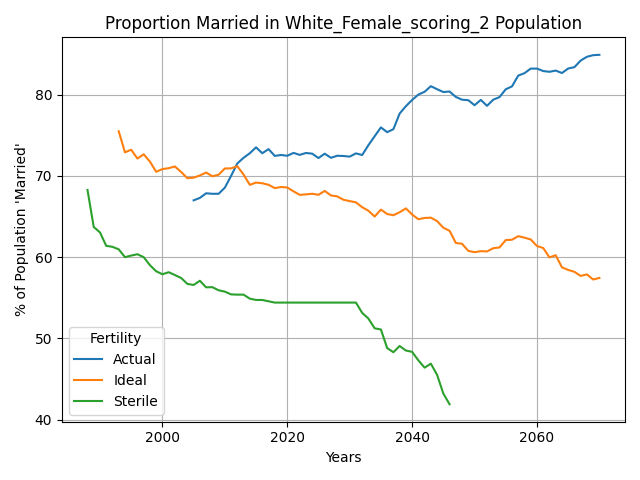 Proportion Married in White_Female_scoring_2 Population
% of Population 'Married'
80
70
60
50
40
Fertility
Actual
Ideal
Sterile
2000 2020 2040 2060
Years